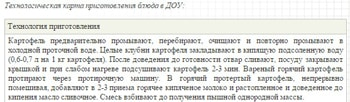 Технологическая карта приготовления блюда в ДОУ:
Технология приготовления
Картофель предварительно промывают, перебирают, очищают и повторно промывают в
холодной проточной воде. Целые клубни картофеля закладывают в кипящую подсоленную воду
(0,6-0,7 л на 1 кг картофеля). После доведения до готовности отвар сливают, посуду закрывают
крышкой и при слабом нагреве подсушивают картофель 2-3 мин. Вареный горячий картофель
протирают через протирочную машину. В горячий протертый картофель, непрерывно
помешивая, добавляют в 2-3 приема горячее кипяченое молоко и растопленное и доведенное до
кипения масло сливочное. Смесь взбивают до получения пышной однородной массы.